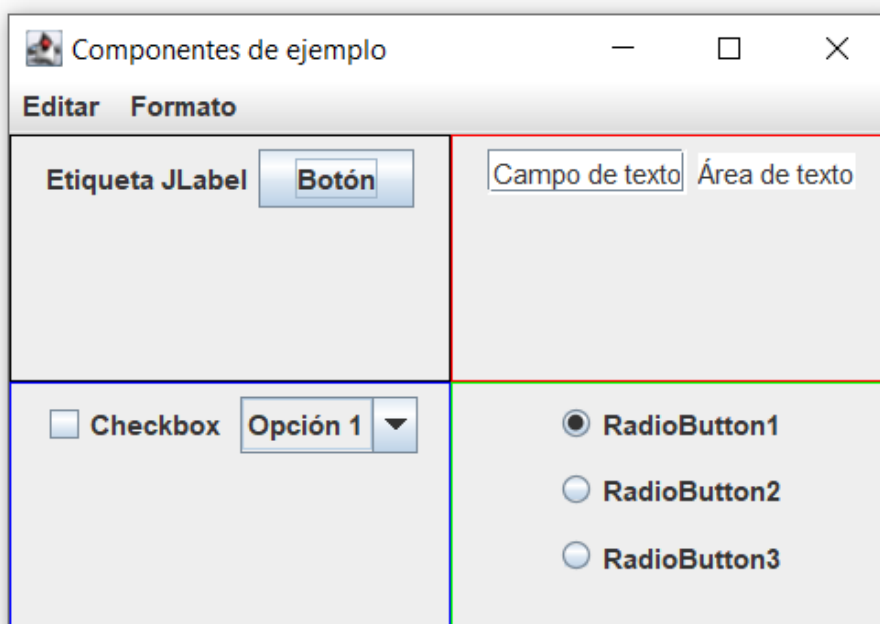 Componentes de ejemplo
Editar Formato
Etiqueta JLabel Botón
Campo de texto Área de texto
Checkbox Opción 1
RadioButton1
RadioButton2
RadioButton3